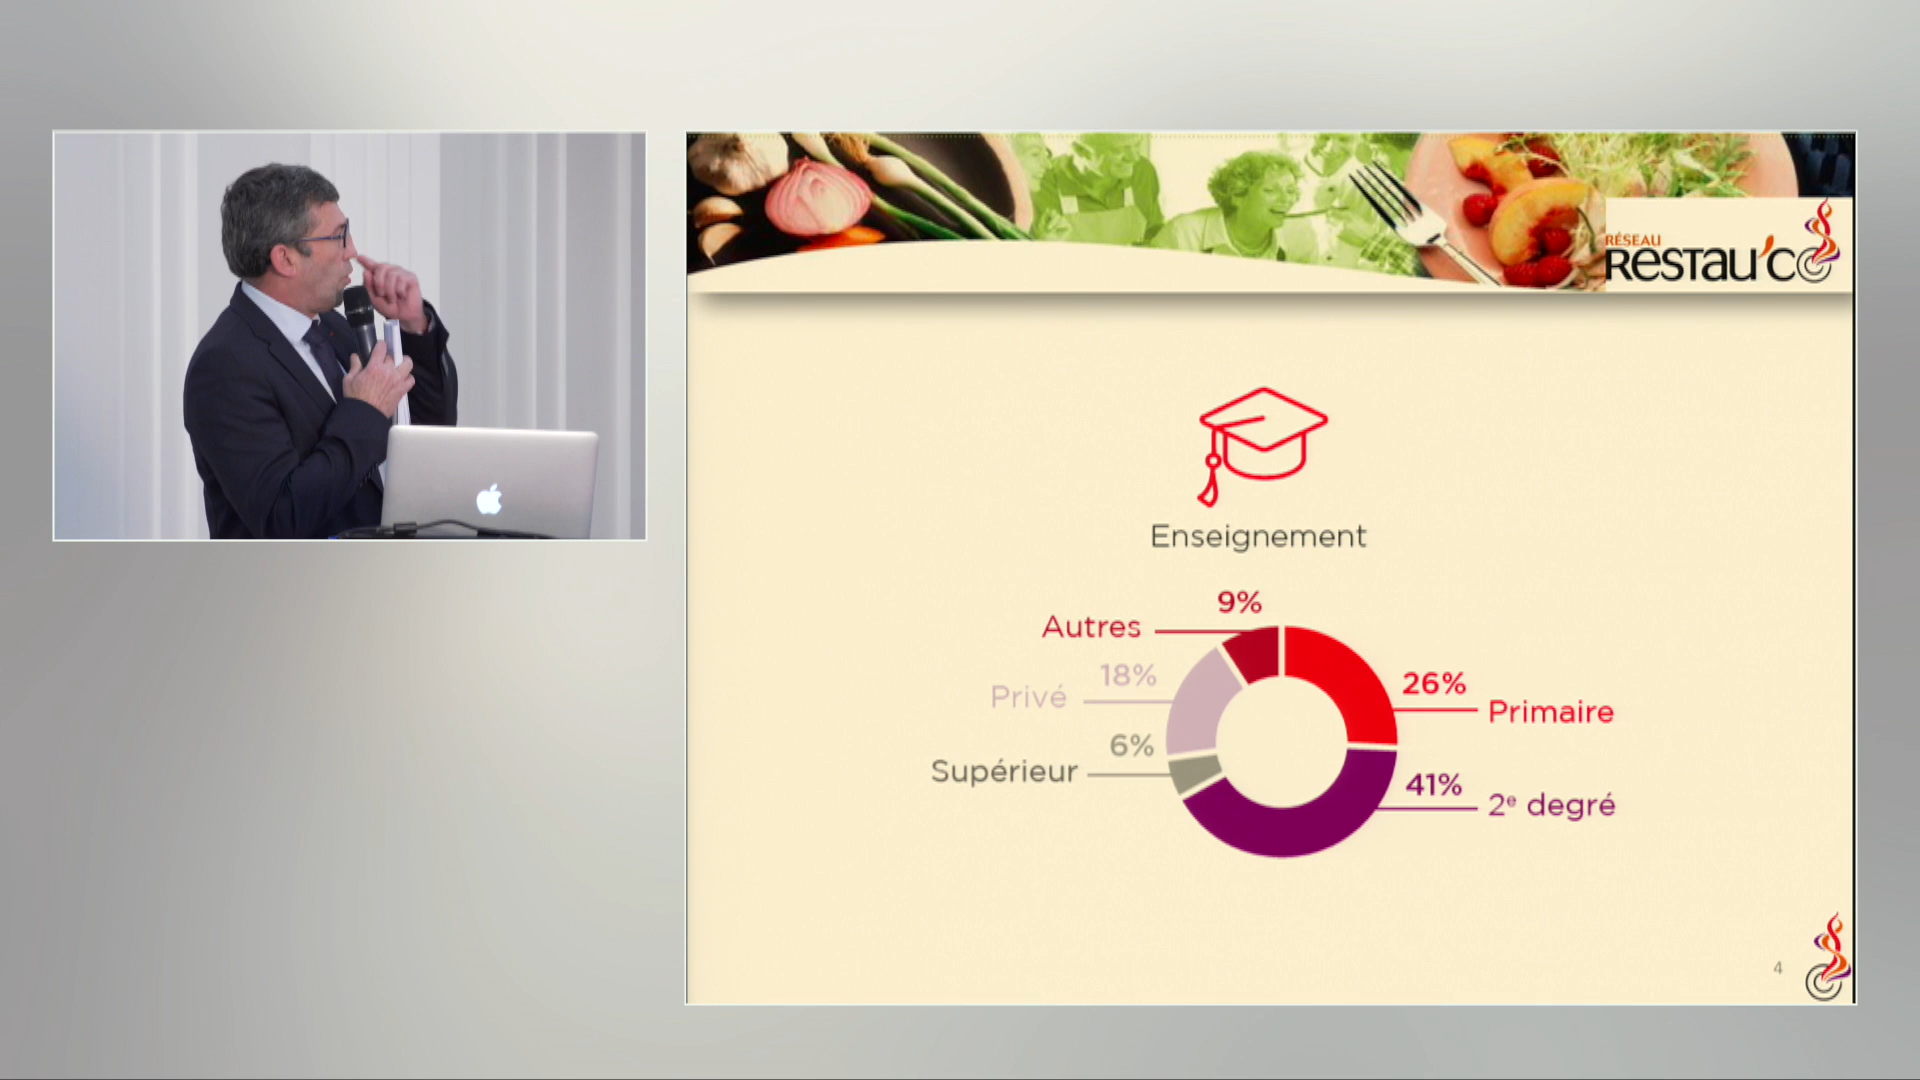 RÉSEAU
RESTAU'CO
Enseignement
9%
Autres
18%
Privé
6%
Supérieur
26%
Primaire
41%
2e degré
4